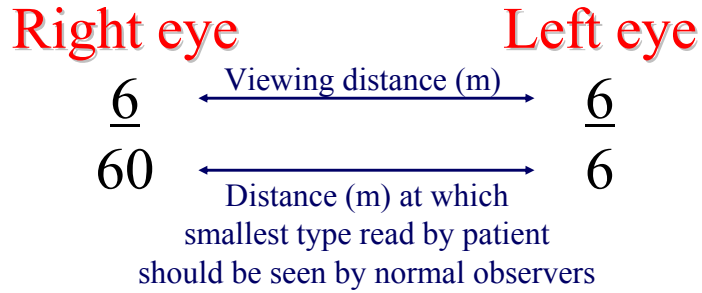 Right eye Left eye
6 Viewing distance (m) 6
60 6
Distance (m) at which
smallest type read by patient
should be seen by normal observers